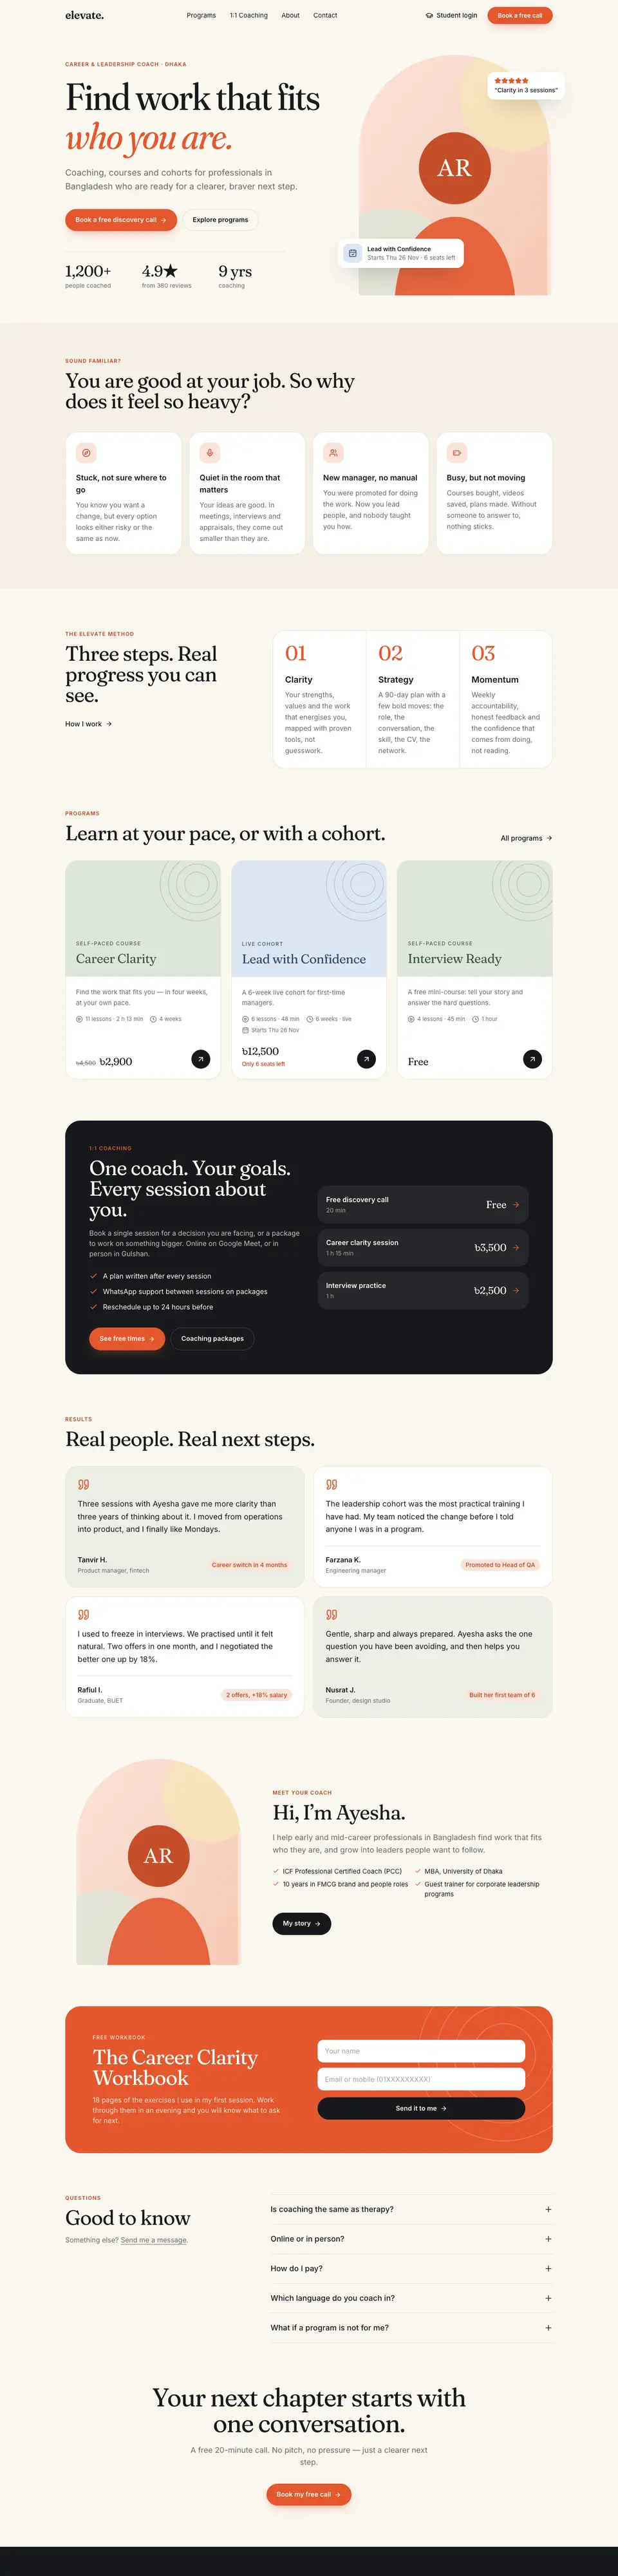 elevate.
Programs
1:1 Coaching
About
Contact
Student login
Book a free call
CAREER & LEADERSHIP COACH · DHAKA
Find work that fits
who you are.
Coaching, courses and cohorts for professionals in
Bangladesh who are ready for a clearer, braver next step.
Book a free discovery call →
Explore programs
1,200+
people coached
4.9★
from 380 reviews
9 yrs
coaching
★★★★★
"Clarity in 3 sessions"
AR
Lead with Confidence
Starts Thu 26 Nov · 6 seats left
SOUND FAMILIAR?
You are good at your job. So why
does it feel so heavy?
Stuck, not sure where to
go
You know you want a
change, but every option
looks either risky or the
same as now.
Quiet in the room that
matters
Your ideas are good. In
meetings, interviews and
appraisals, they come out
smaller than they are.
New manager, no manual
You were promoted for doing
the work. Now you lead
people, and nobody taught
you how.
Busy, but not moving
Courses bought, videos
saved, plans made. Without
someone to answer to,
nothing sticks.
THE ELEVATE METHOD
Three steps. Real
progress you can
see.
How I work →
01
Clarity
Your strengths,
values and the work
that energises you,
mapped with proven
tools, not
guesswork.
02
Strategy
A 90-day plan with a
few bold moves: the
role, the
conversation, the
skill, the CV, the
network.
03
Momentum
Weekly
accountability,
honest feedback and
the confidence that
comes from doing,
not reading.
PROGRAMS
Learn at your pace, or with a cohort.
All programs →
SELF-PACED COURSE
Career Clarity
Find the work that fits you — in four weeks,
at your own pace.
11 lessons · 2 h 13 min
4 weeks
৳4,500 ৳2,900
LIVE COHORT
Lead with Confidence
A 6-week live cohort for first-time
managers.
6 lessons · 48 min
6 weeks · live
Starts Thu 26 Nov
৳12,500
Only 6 seats left
SELF-PACED COURSE
Interview Ready
A free mini-course: tell your story and
answer the hard questions.
4 lessons · 45 min
1 hour
Free
1:1 COACHING
One coach. Your goals.
Every session about
you.
Book a single session for a decision you are facing, or a package
to work on something bigger. Online on Google Meet, or in
person in Gulshan.
A plan written after every session
WhatsApp support between sessions on packages
Reschedule up to 24 hours before
See free times →
Coaching packages
Free discovery call
20 min
Free →
Career clarity session
1 h 15 min
৳3,500 →
Interview practice
1 h
৳2,500 →
RESULTS
Real people. Real next steps.
Three sessions with Ayesha gave me more clarity than
three years of thinking about it. I moved from operations
into product, and I finally like Mondays.
Tanvir H.
Product manager, fintech
Career switch in 4 months
The leadership cohort was the most practical training I
have had. My team noticed the change before I told
anyone I was in a program.
Farzana K.
Engineering manager
Promoted to Head of QA
I used to freeze in interviews. We practised until it felt
natural. Two offers in one month, and I negotiated the
better one up by 18%.
Rafiul I.
Graduate, BUET
2 offers, +18% salary
Gentle, sharp and always prepared. Ayesha asks the one
question you have been avoiding, and then helps you
answer it.
Nusrat J.
Founder, design studio
Built her first team of 6
AR
MEET YOUR COACH
Hi, I'm Ayesha.
I help early and mid-career professionals in Bangladesh find work that fits
who they are, and grow into leaders people want to follow.
ICF Professional Certified Coach (PCC)
MBA, University of Dhaka
10 years in FMCG brand and people roles
Guest trainer for corporate leadership
programs
My story →
FREE WORKBOOK
The Career Clarity
Workbook
18 pages of the exercises I use in my first session. Work
through them in an evening and you will know what to ask
for next.
Your name
Email or mobile (01XXXXXXXXX)
Send it to me →
QUESTIONS
Good to know
Something else? Send me a message.
Is coaching the same as therapy?
Online or in person?
How do I pay?
Which language do you coach in?
What if a program is not for me?
Your next chapter starts with
one conversation.
A free 20-minute call. No pitch, no pressure — just a clearer next
step.
Book my free call →